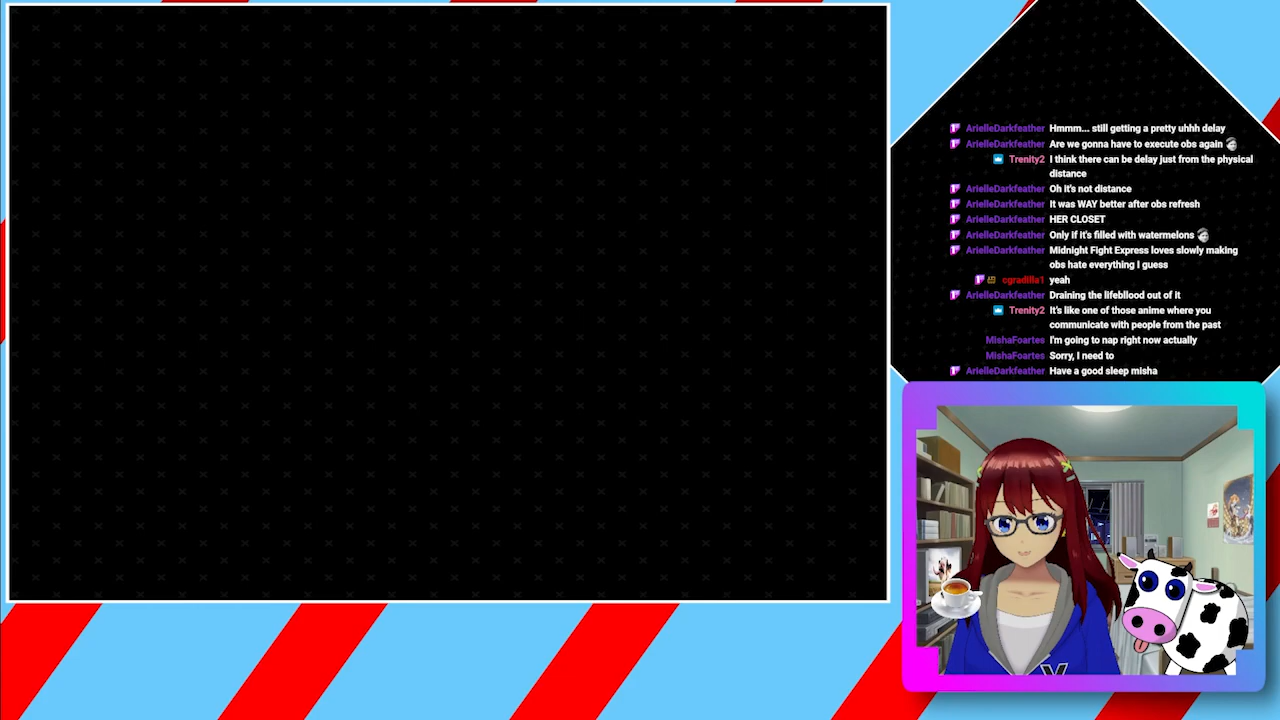 ArielleDarkfeather Hmmm... still getting a pretty uhhh delay
ArielleDarkfeather Are we gonna have to execute obs again
Trenity2 I think there can be delay just from the physical
distance
ArielleDarkfeather Oh it's not distance
ArielleDarkfeather It was WAY better after obs refresh
ArielleDarkfeather HER CLOSET
ArielleDarkfeather Only if it's filled with watermelons
ArielleDarkfeather Midnight Fight Express loves slowly making
obs hate everything I guess
cgradilla1 yeah
ArielleDarkfeather Draining the lifebllood out of it
Trenity2 It's like one of those anime where you
communicate with people from the past
MishaFoartes I'm going to nap right now actually
MishaFoartes Sorry, I need to
ArielleDarkfeather Have a good sleep misha